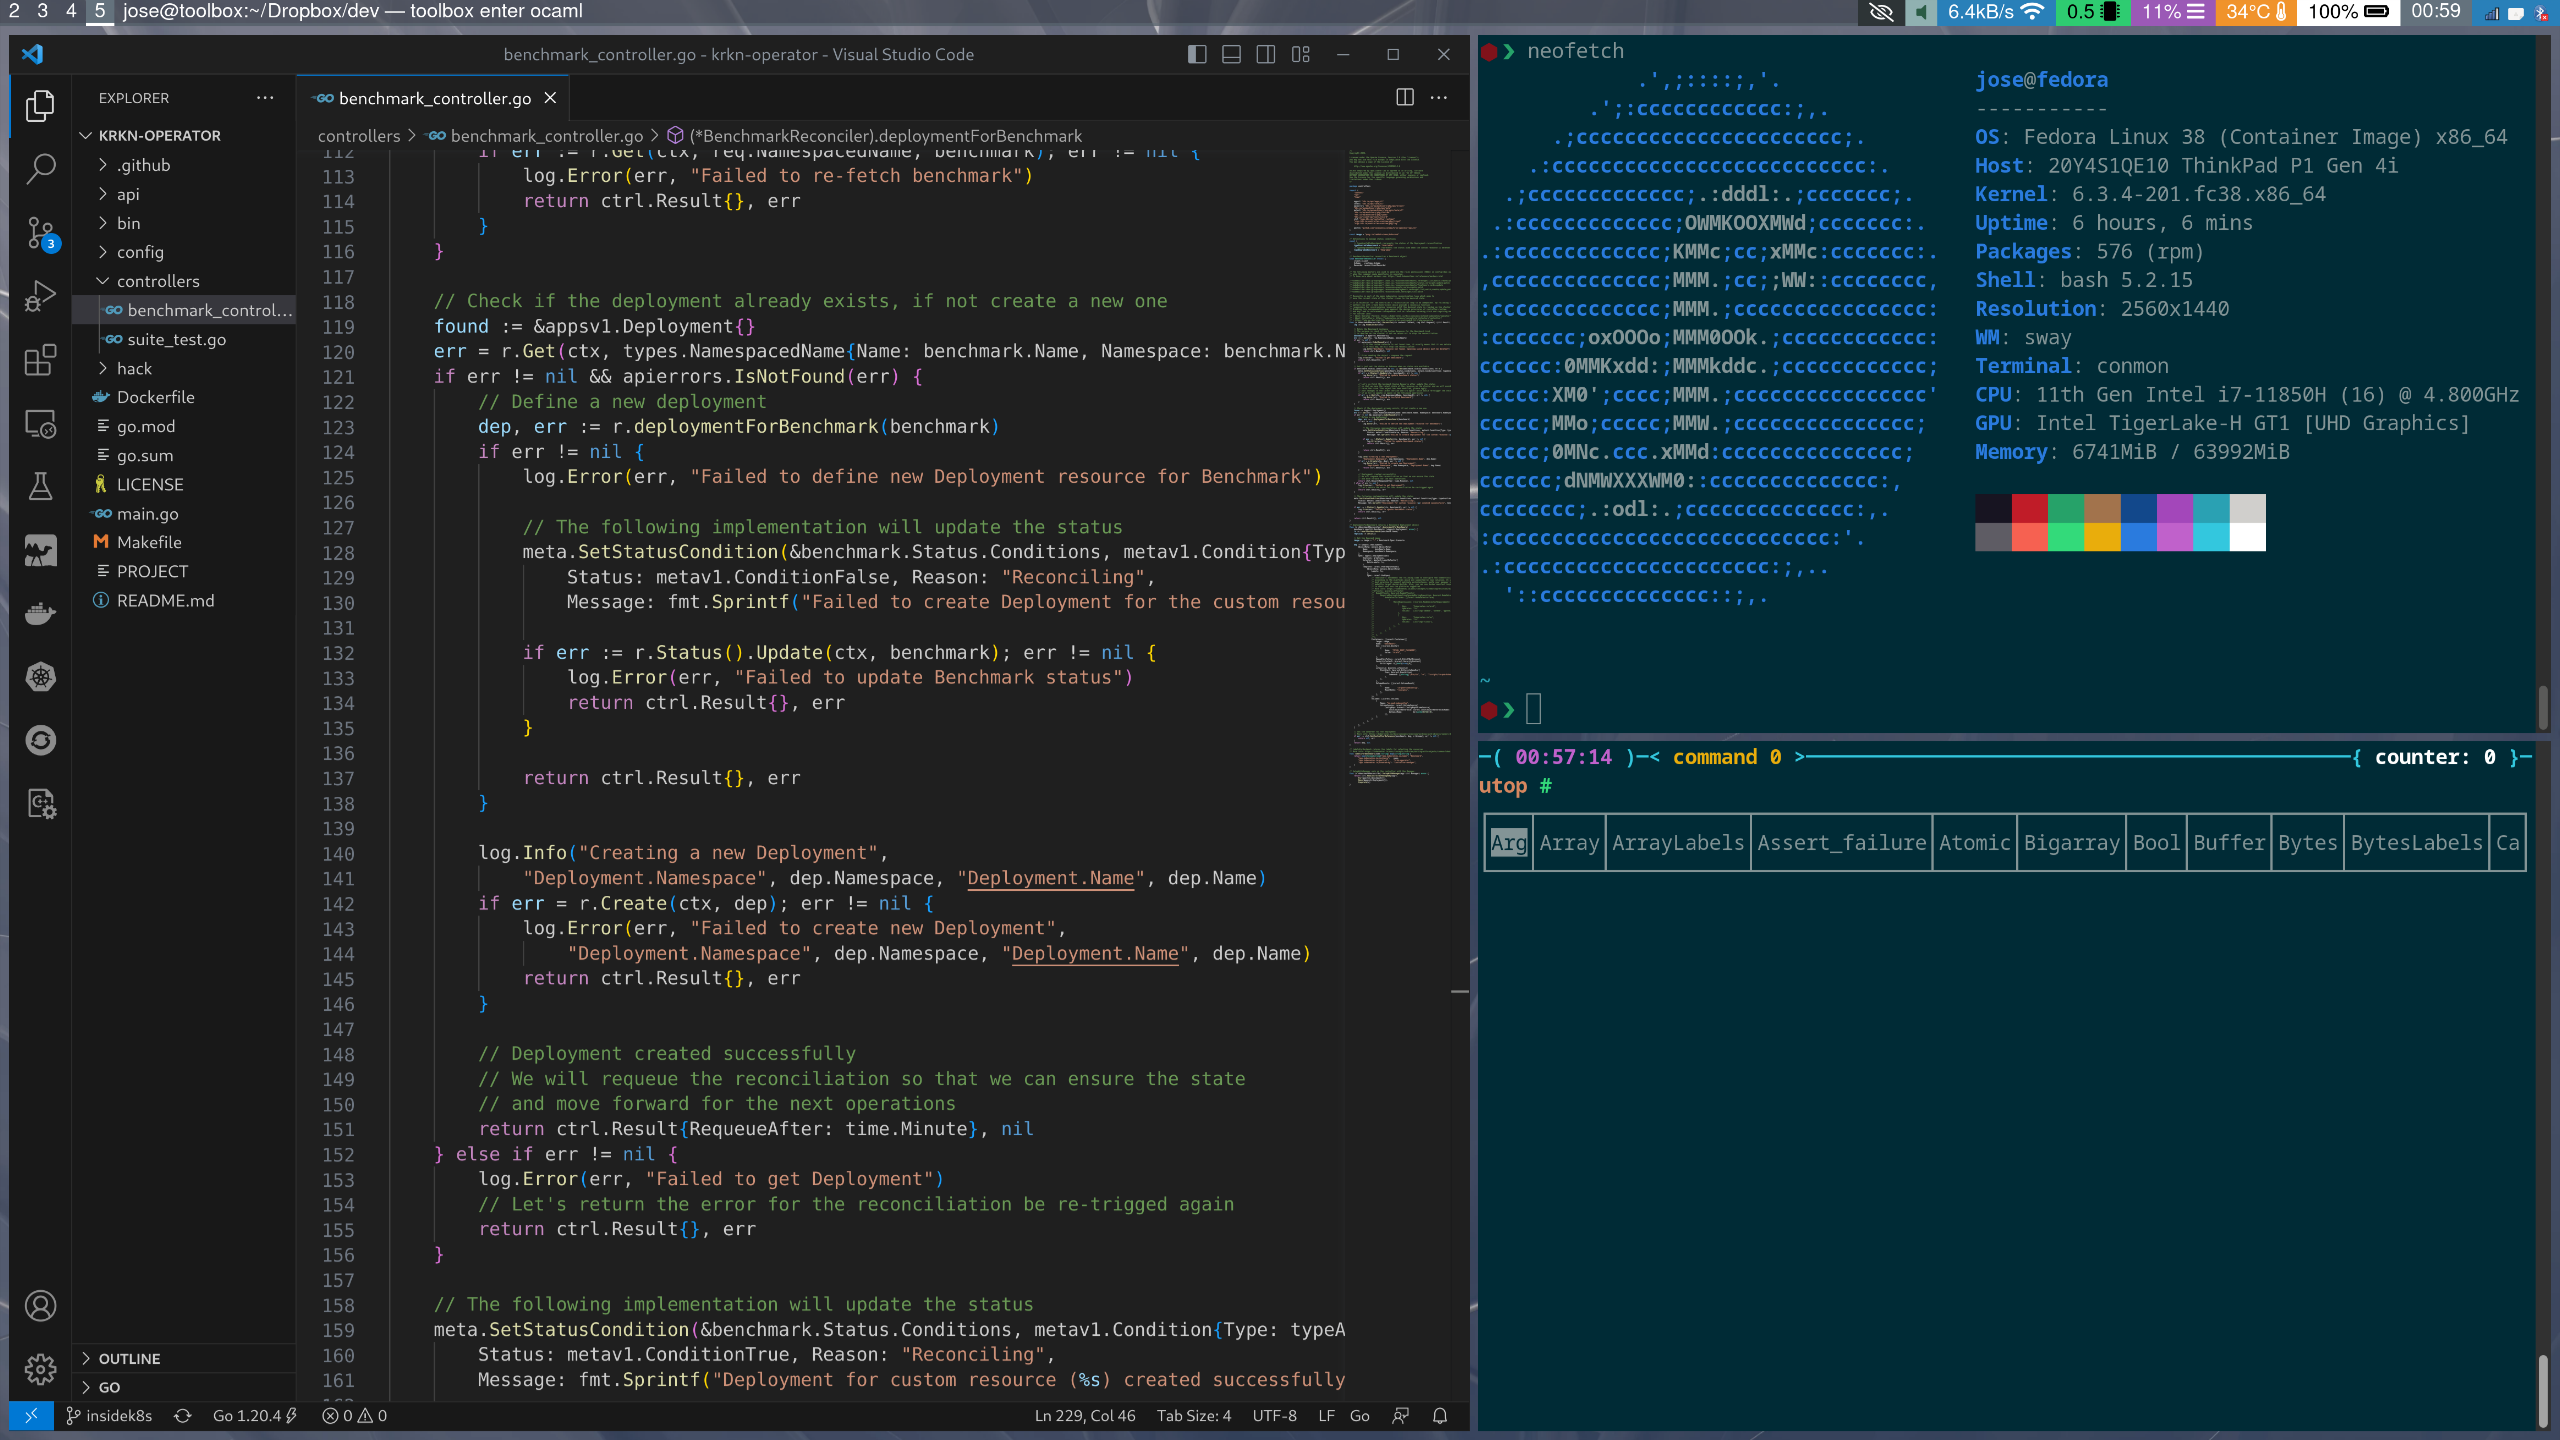 2 3 4 5 jose@toolbox:~/Dropbox/dev — toolbox enter ocaml
6.4kB/s 0.5 11% 34°C 100% 00:59
benchmark_controller.go - krkn-operator - Visual Studio Code
EXPLORER ···
KRKN-OPERATOR
.github
api
bin
config
controllers
benchmark_control...
suite_test.go
hack
Dockerfile
go.mod
go.sum
LICENSE
main.go
Makefile
PROJECT
README.md
OUTLINE
GO
3
benchmark_controller.go
controllers > benchmark_controller.go > (*BenchmarkReconciler).deploymentForBenchmark
112 if err := r.Get(ctx, req.NamespacedName, benchmark); err != nil {
113 log.Error(err, "Failed to re-fetch benchmark")
114 return ctrl.Result{}, err
115 }
116 }
117
118 // Check if the deployment already exists, if not create a new one
119 found := &appsv1.Deployment{}
120 err = r.Get(ctx, types.NamespacedName{Name: benchmark.Name, Namespace: benchmark.N
121 if err != nil && apierrors.IsNotFound(err) {
122 // Define a new deployment
123 dep, err := r.deploymentForBenchmark(benchmark)
124 if err != nil {
125 log.Error(err, "Failed to define new Deployment resource for Benchmark")
126
127 // The following implementation will update the status
128 meta.SetStatusCondition(&benchmark.Status.Conditions, metav1.Condition{Typ
129 Status: metav1.ConditionFalse, Reason: "Reconciling",
130 Message: fmt.Sprintf("Failed to create Deployment for the custom resou
131
132 if err := r.Status().Update(ctx, benchmark); err != nil {
133 log.Error(err, "Failed to update Benchmark status")
134 return ctrl.Result{}, err
135 }
136
137 return ctrl.Result{}, err
138 }
139
140 log.Info("Creating a new Deployment",
141 "Deployment.Namespace", dep.Namespace, "Deployment.Name", dep.Name)
142 if err = r.Create(ctx, dep); err != nil {
143 log.Error(err, "Failed to create new Deployment",
144 "Deployment.Namespace", dep.Namespace, "Deployment.Name", dep.Name)
145 return ctrl.Result{}, err
146 }
147
148 // Deployment created successfully
149 // We will requeue the reconciliation so that we can ensure the state
150 // and move forward for the next operations
151 return ctrl.Result{RequeueAfter: time.Minute}, nil
152 } else if err != nil {
153 log.Error(err, "Failed to get Deployment")
154 // Let's return the error for the reconciliation be re-trigged again
155 return ctrl.Result{}, err
156 }
157
158 // The following implementation will update the status
159 meta.SetStatusCondition(&benchmark.Status.Conditions, metav1.Condition{Type: typeA
160 Status: metav1.ConditionTrue, Reason: "Reconciling",
161 Message: fmt.Sprintf("Deployment for custom resource (%s) created successfully
insidek8s Go 1.20.4 0 0 Ln 229, Col 46 Tab Size: 4 UTF-8 LF Go
❯ neofetch
jose@fedora
-----------
OS: Fedora Linux 38 (Container Image) x86_64
Host: 20Y4S1QE10 ThinkPad P1 Gen 4i
Kernel: 6.3.4-201.fc38.x86_64
Uptime: 6 hours, 6 mins
Packages: 576 (rpm)
Shell: bash 5.2.15
Resolution: 2560x1440
WM: sway
Terminal: conmon
CPU: 11th Gen Intel i7-11850H (16) @ 4.800GHz
GPU: Intel TigerLake-H GT1 [UHD Graphics]
Memory: 6741MiB / 63992MiB
~
❯
─( 00:57:14 )─< command 0 >──{ counter: 0 }─
utop #
Arg Array ArrayLabels Assert_failure Atomic Bigarray Bool Buffer Bytes BytesLabels Ca